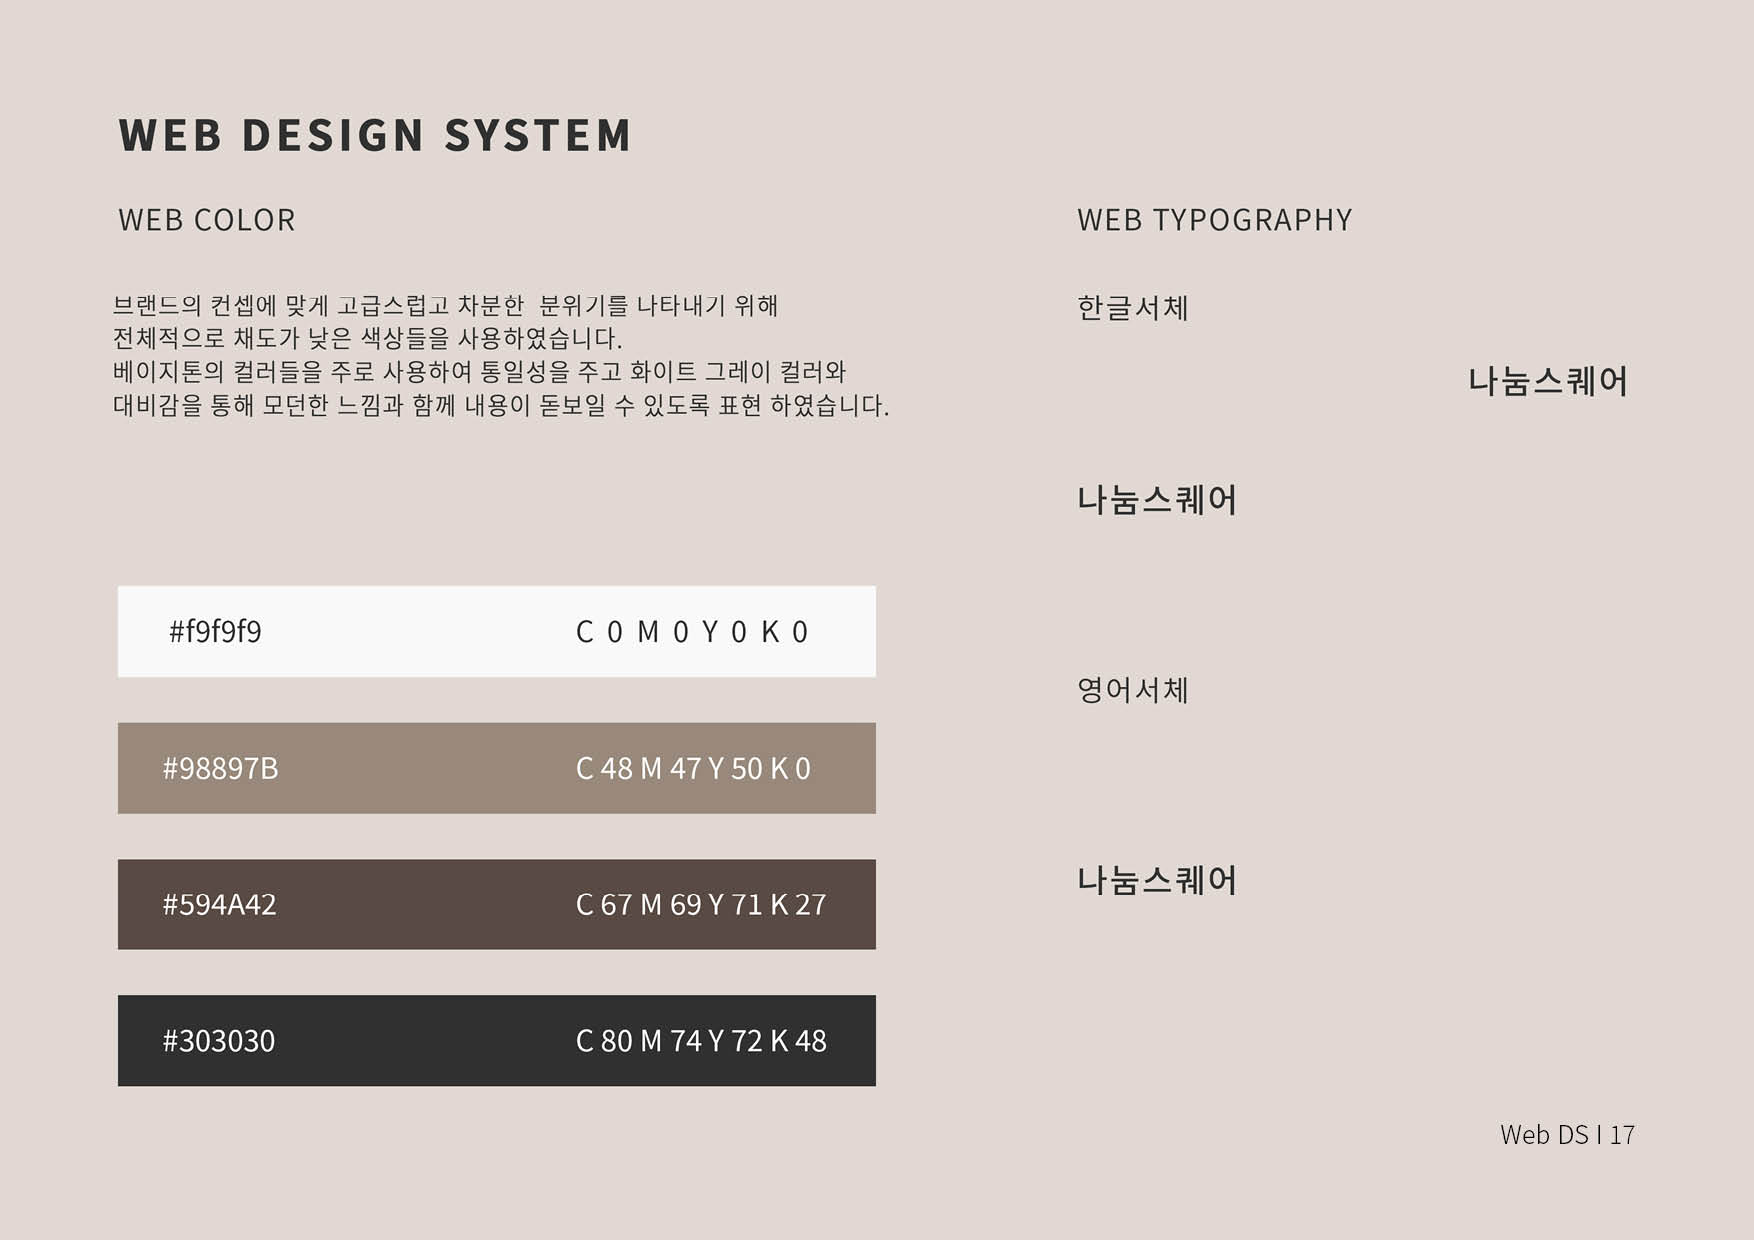 WEB DESIGN SYSTEM
WEB COLOR
브랜드의 컨셉에 맞게 고급스럽고 차분한 분위기를 나타내기 위해
전체적으로 채도가 낮은 색상들을 사용하였습니다.
베이지톤의 컬러들을 주로 사용하여 통일성을 주고 화이트 그레이 컬러와
대비감을 통해 모던한 느낌과 함께 내용이 돋보일 수 있도록 표현 하였습니다.
#f9f9f9 C 0 M 0 Y 0 K 0
#98897B C 48 M 47 Y 50 K 0
#594A42 C 67 M 69 Y 71 K 27
#303030 C 80 M 74 Y 72 K 48
WEB TYPOGRAPHY
한글서체
나눔스퀘어
나눔스퀘어
영어서체
나눔스퀘어
Web DS I 17